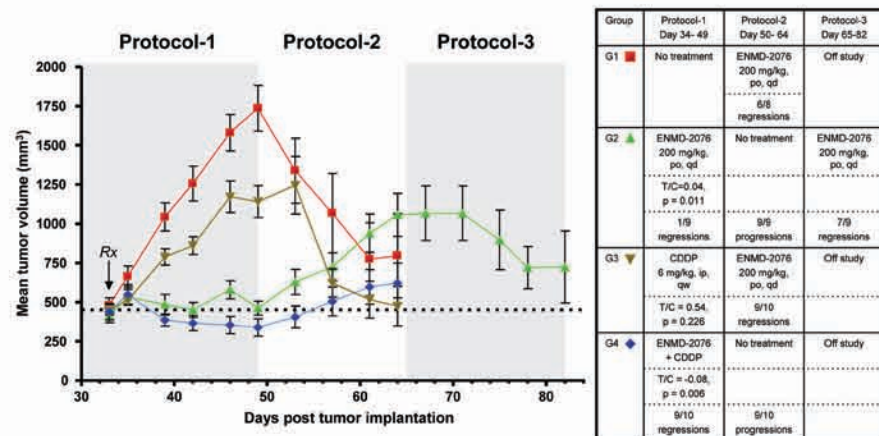 Protocol-1 Protocol-2 Protocol-3
Mean tumor volume (mm³)
2000
1750
1500
1250
1000
750
500
250
0
Rx
30 40 50 60 70 80
Days post tumor implantation
Group Protocol-1 Day 34- 49 Protocol-2 Day 50- 64 Protocol-3 Day 65-82
G1 No treatment ENMD-2076 200 mg/kg, po, qd Off study
6/8 regressions
G2 ENMD-2076 200 mg/kg, po, qd No treatment ENMD-2076 200 mg/kg, po, qd
T/C=0.04, p = 0.011
1/9 regressions 9/9 progressions 7/9 regressions
G3 CDDP 6 mg/kg, ip, qw ENMD-2076 200 mg/kg, po, qd Off study
T/C = 0.54, p = 0.226 9/10 regressions
G4 ENMD-2076 + CDDP No treatment Off study
T/C = -0.08, p = 0.006
9/10 regressions 9/10 progressions